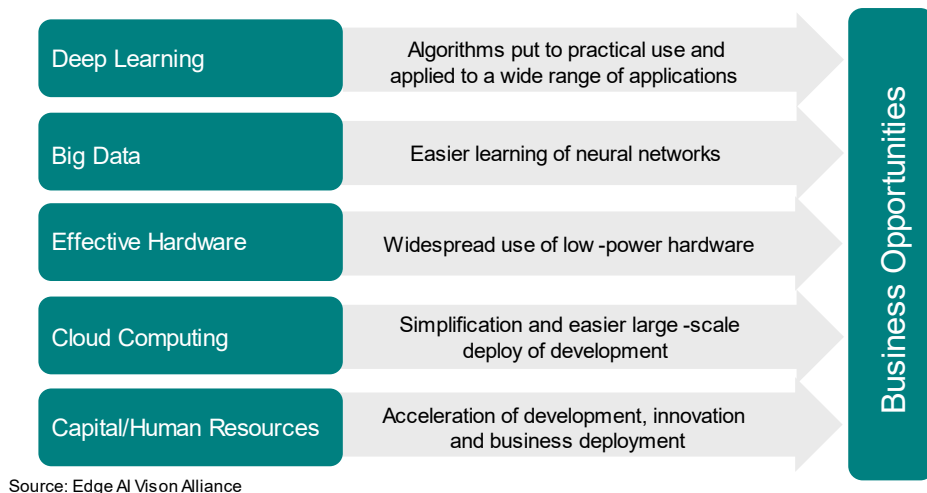 Deep Learning
Algorithms put to practical use and
applied to a wide range of applications
Big Data
Easier learning of neural networks
Effective Hardware
Widespread use of low -power hardware
Cloud Computing
Simplification and easier large -scale
deploy of development
Capital/Human Resources
Acceleration of development, innovation
and business deployment
Business Opportunities
Source: Edge AI Vison Alliance